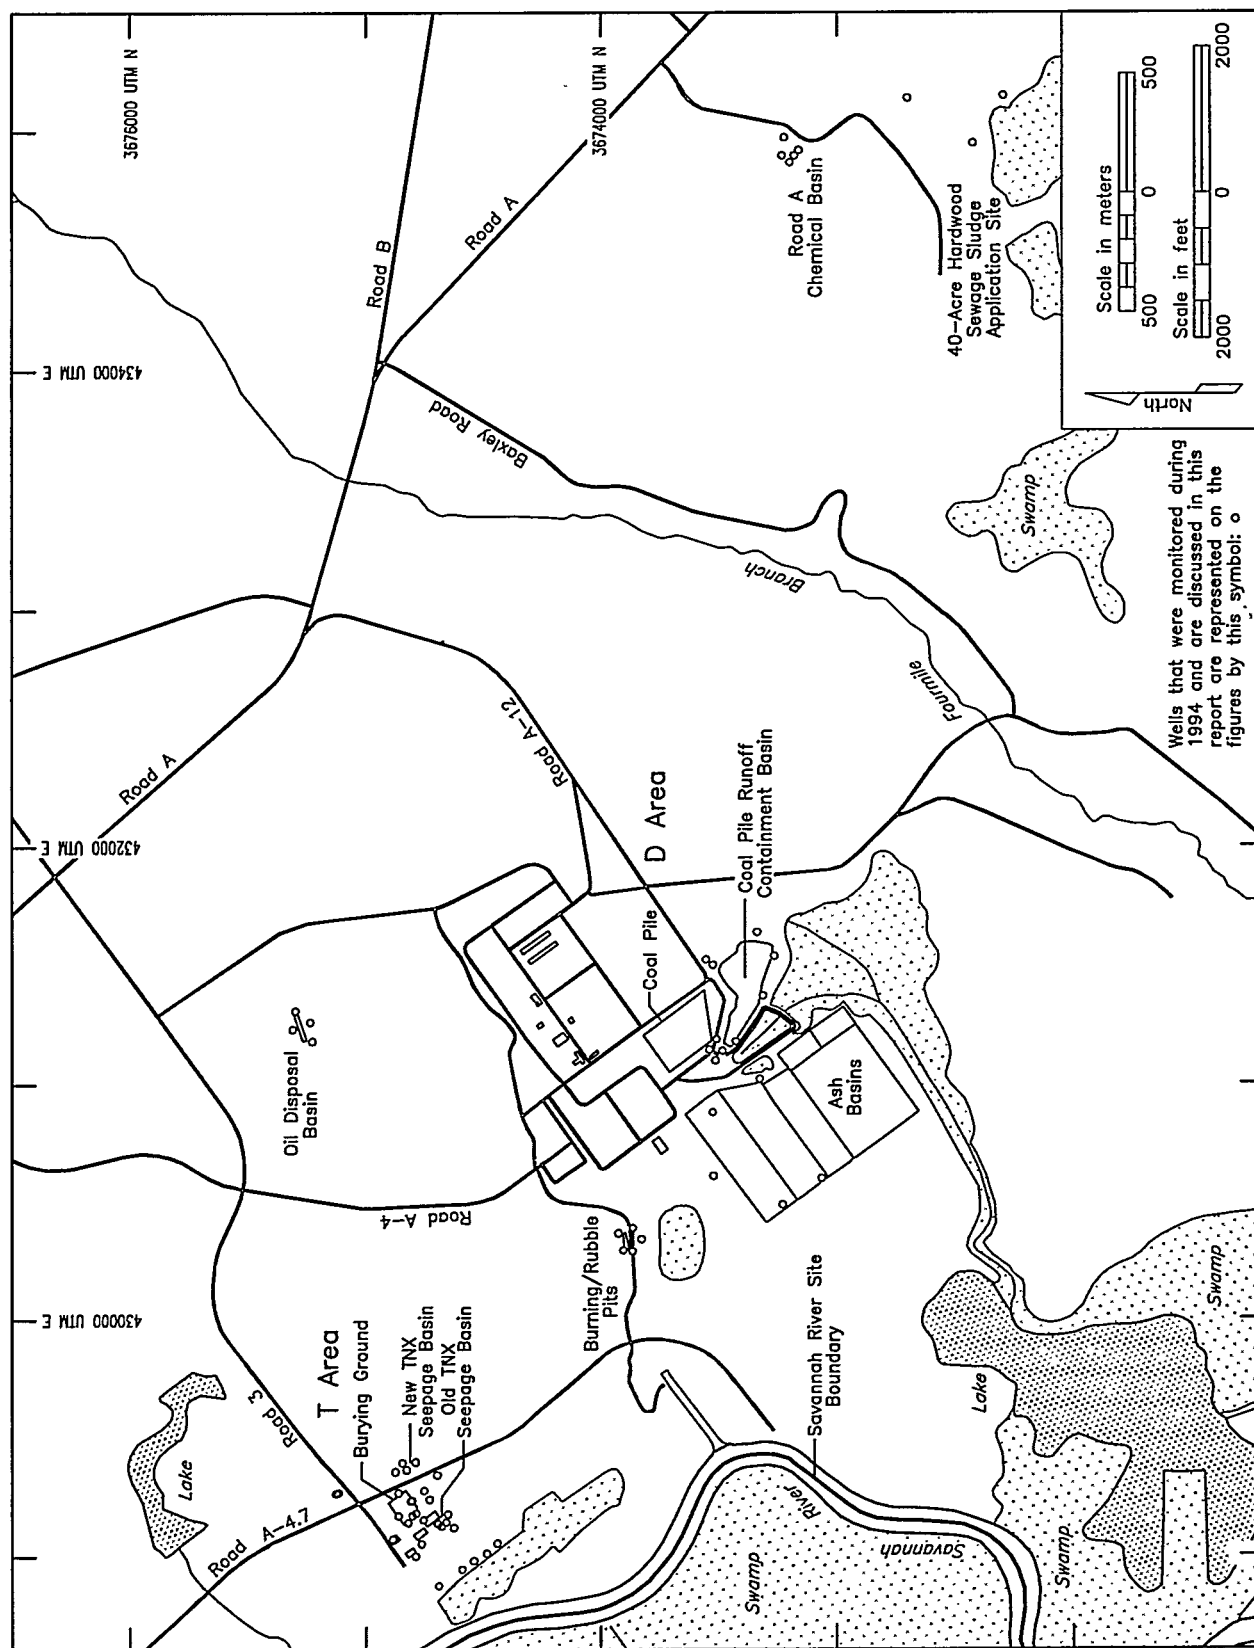 3676000 UTM N
3674000 UTM N
434000 UTM E
432000 UTM E
430000 UTM E
Road A
Road B
Road A
Baxley Road
Road A-12
Road A-4
Road 3
Road A-4.7
Road A
Chemical Basin
40-Acre Hardwood
Sewage Sludge
Application Site
Fourmile
Branch
D Area
Coal Pile
Coal Pile Runoff
Containment Basin
Ash
Basins
Oil Disposal
Basin
Burning/Rubble
Pits
T Area
Burying Ground
New TNX
Seepage Basin
Old TNX
Seepage Basin
Lake
Lake
Swamp
Swamp
Swamp
Swamp
Savannah River
Savannah River Site
Boundary
Scale in meters
500 0 500
Scale in feet
2000 0 2000
North
Wells that were monitored during
1994 and are discussed in this
report are represented on the
figures by this symbol: